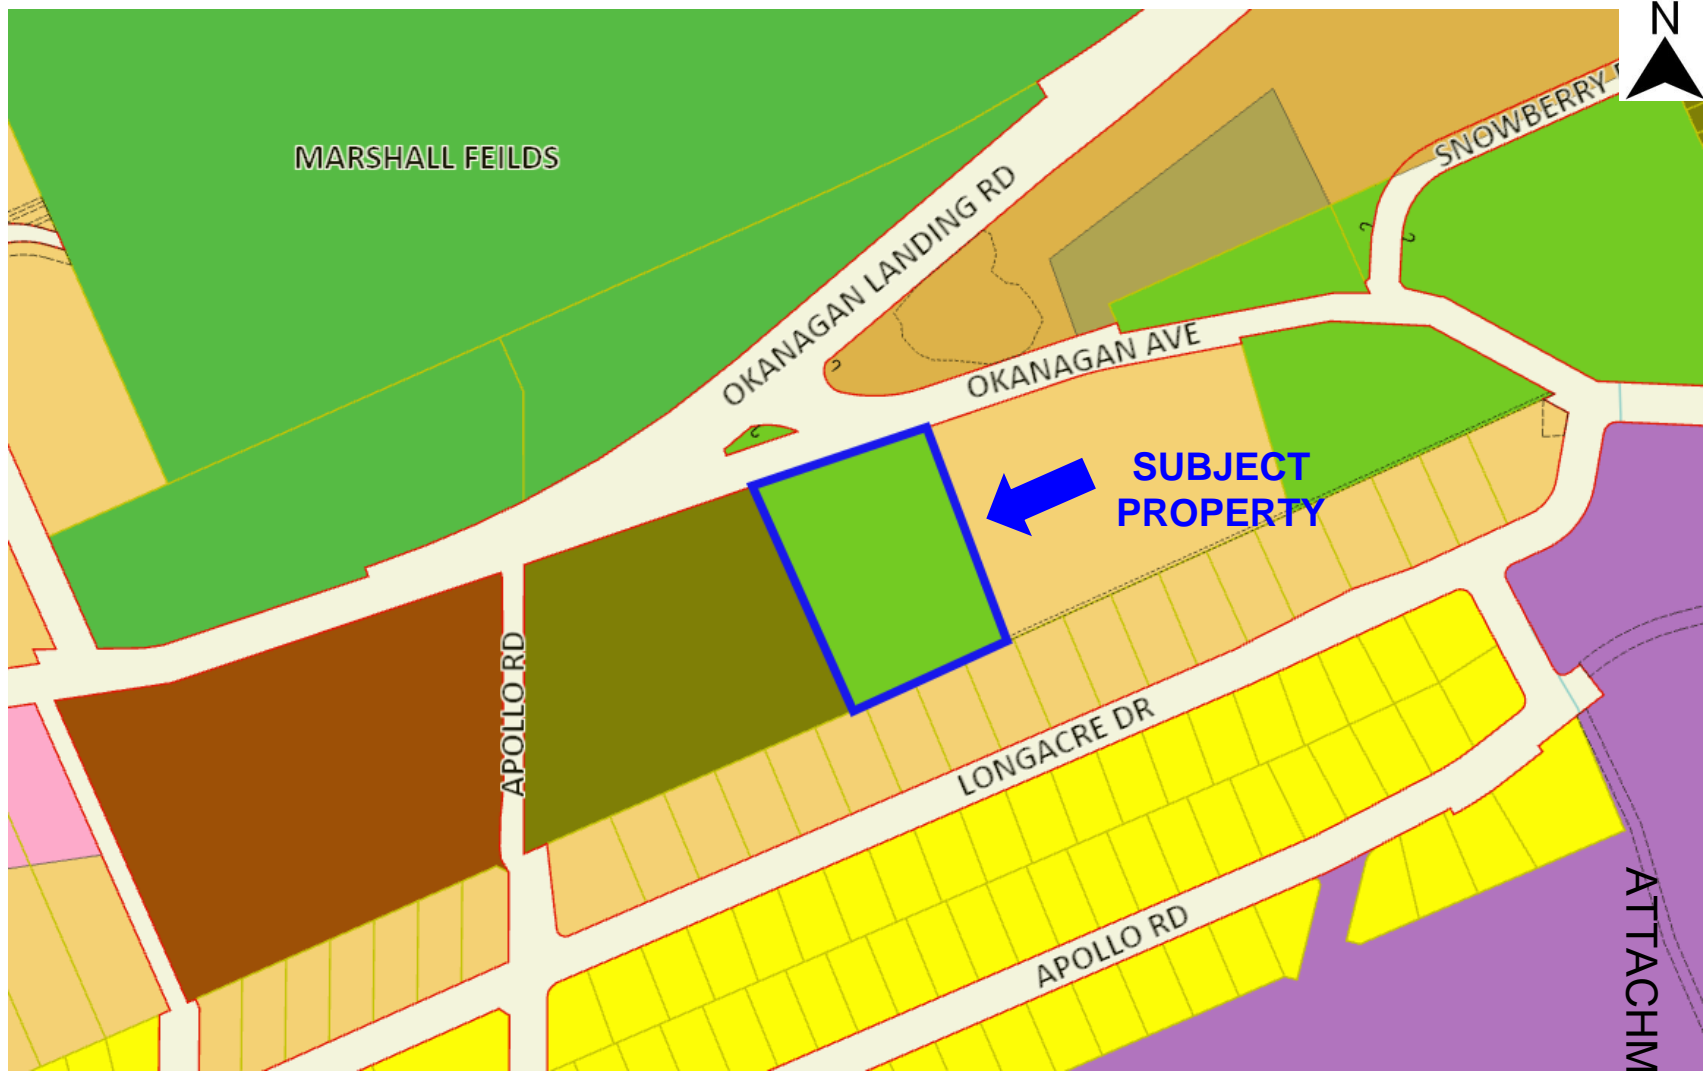 N
SNOWBERRY
MARSHALL FEILDS
OKANAGAN LANDING RD
OKANAGAN AVE
SUBJECT
PROPERTY
APOLLO RD
LONGACRE DR
APOLLO RD
ATTACHM